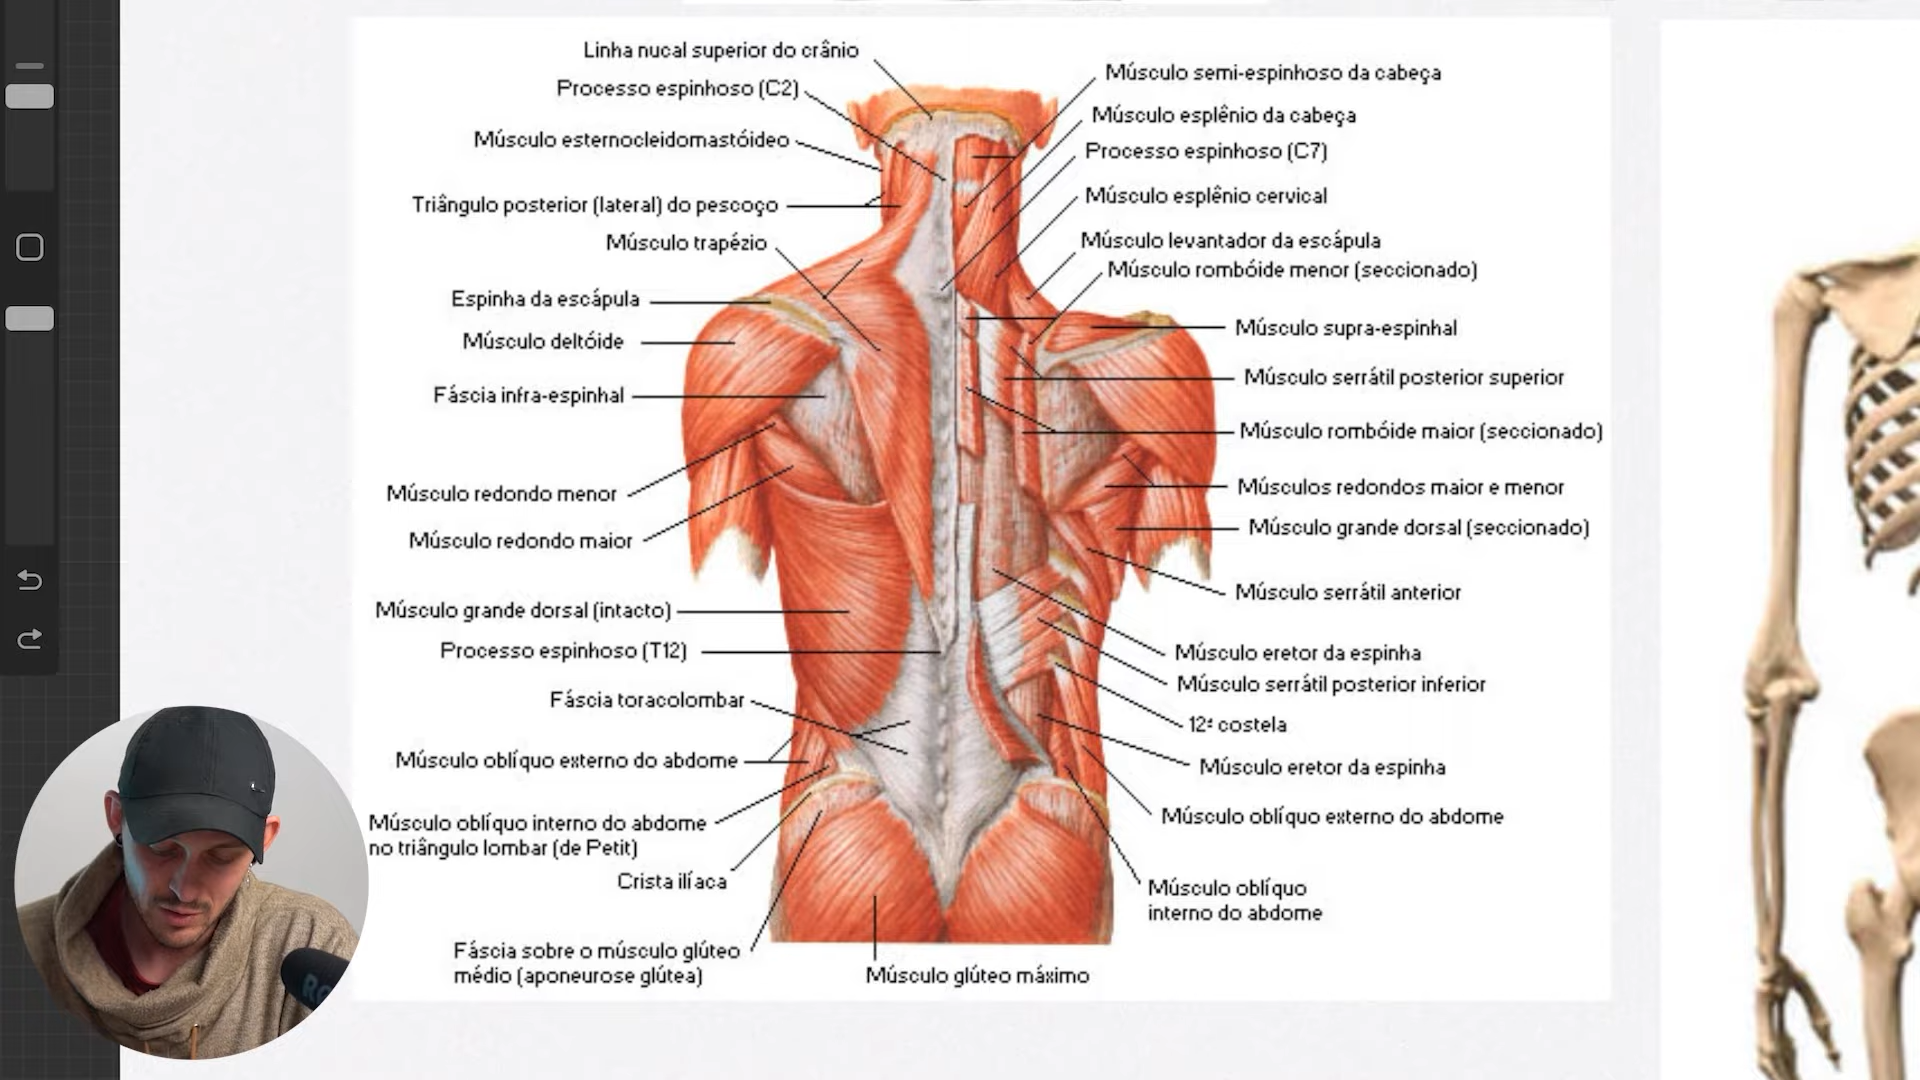 Linha nucal superior do crânio
Processo espinhoso (C2)
Músculo esternocleidomastóideo
Triângulo posterior (lateral) do pescoço
Músculo trapézio
Espinha da escápula
Músculo deltóide
Fáscia infra-espinhal
Músculo redondo menor
Músculo redondo maior
Músculo grande dorsal (intacto)
Processo espinhoso (T12)
Fáscia toracolombar
Músculo oblíquo externo do abdome
Músculo oblíquo interno do abdome
no triângulo lombar (de Petit)
Crista ilíaca
Fáscia sobre o músculo glúteo
médio (aponeurose glútea)
Músculo glúteo máximo
Músculo semi-espinhoso da cabeça
Músculo esplênio da cabeça
Processo espinhoso (C7)
Músculo esplênio cervical
Músculo levantador da escápula
Músculo rombóide menor (seccionado)
Músculo supra-espinhal
Músculo serrátil posterior superior
Músculo rombóide maior (seccionado)
Músculos redondos maior e menor
Músculo grande dorsal (seccionado)
Músculo serrátil anterior
Músculo eretor da espinha
Músculo serrátil posterior inferior
12ª costela
Músculo eretor da espinha
Músculo oblíquo externo do abdome
Músculo oblíquo
interno do abdome